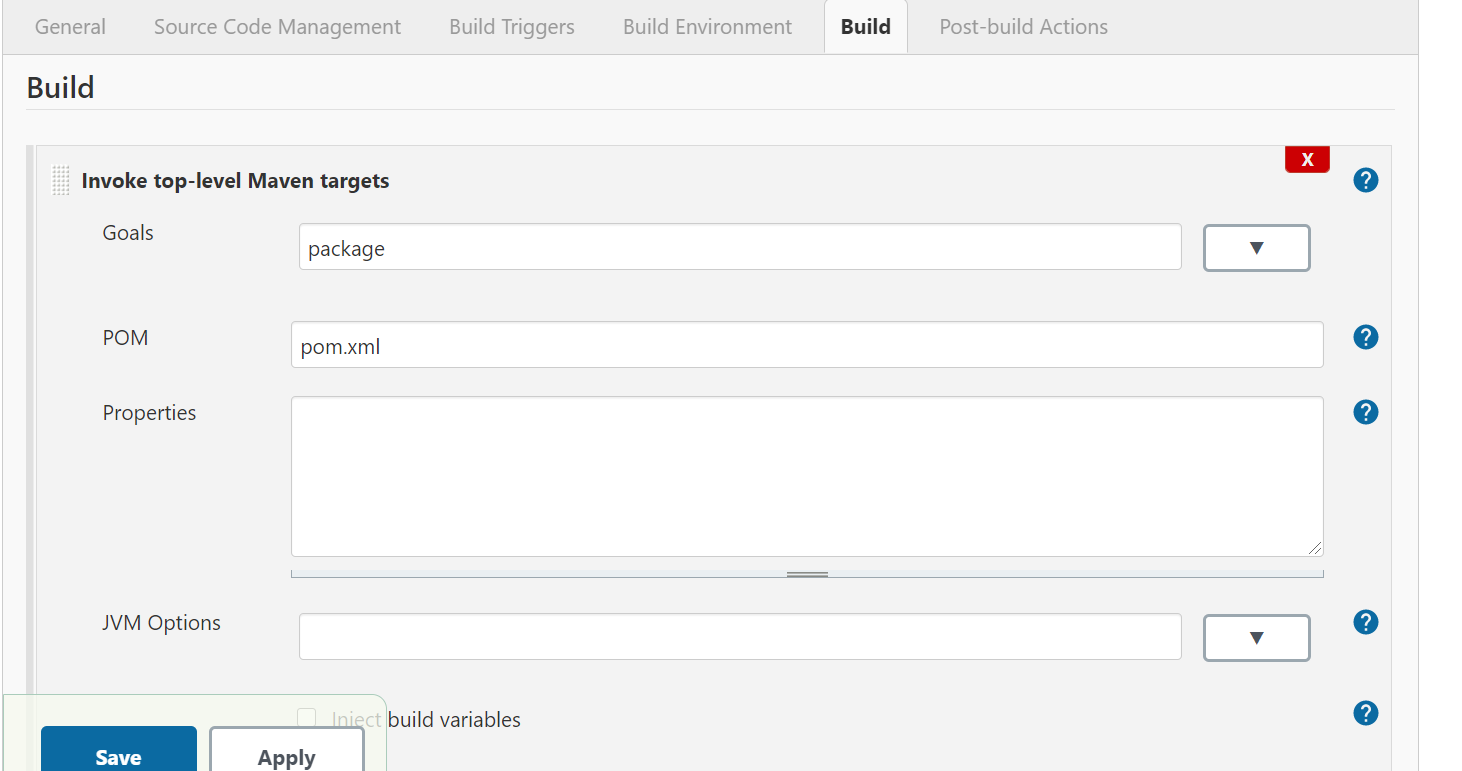 General Source Code Management Build Triggers Build Environment Build Post-build Actions
Build
X
Invoke top-level Maven targets ?
Goals package ▼
POM pom.xml ?
Properties ?
JVM Options ▼ ?
Inject build variables ?
Save Apply